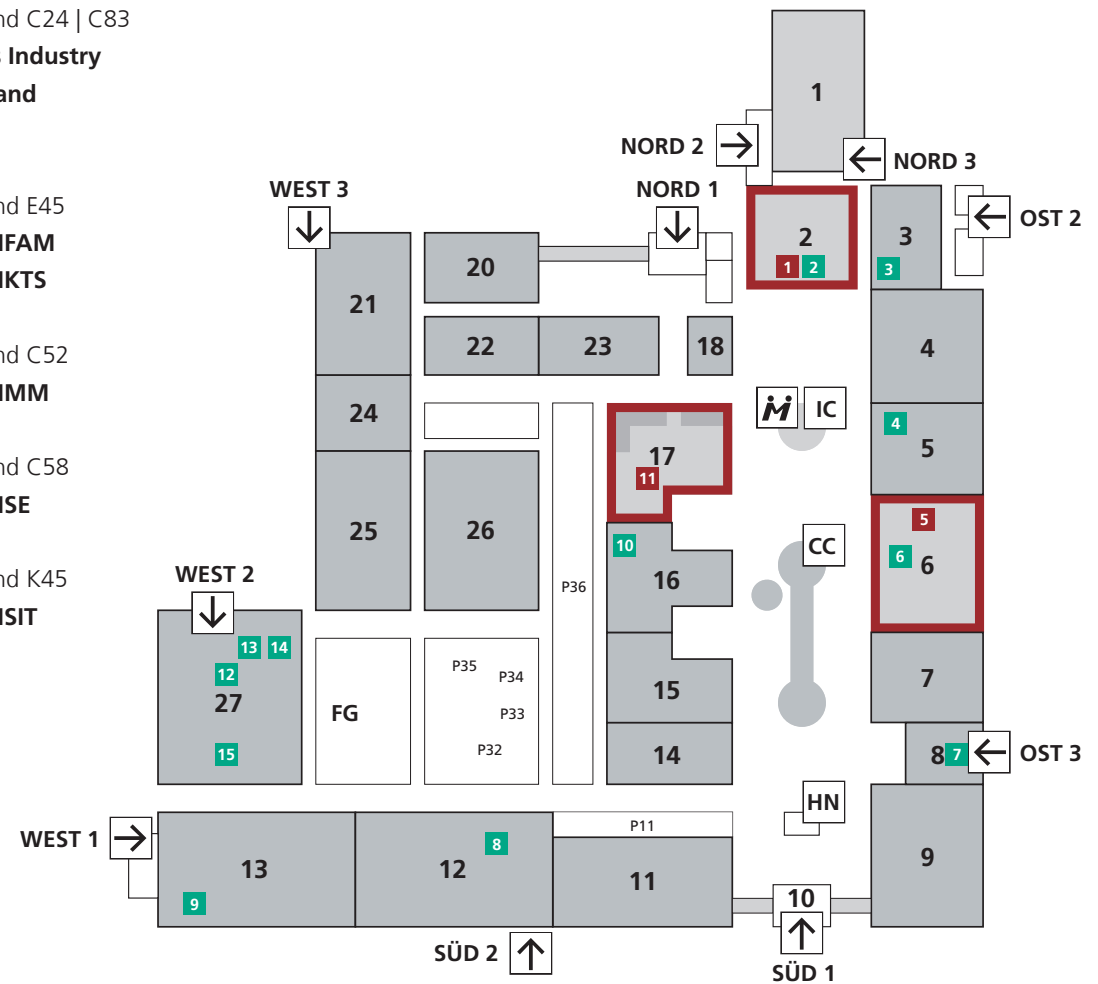 nd C24 | C83
s Industry
and
nd E45
IFAM
IKTS
nd C52
IMM
nd C58
ISE
nd K45
ISIT
1
NORD 2
NORD 3
WEST 3
NORD 1
OST 2
2
1
2
3
3
20
21
22
23
18
4
24
IC
4
5
17
11
25
26
10
16
P36
CC
5
6
6
WEST 2
13
14
12
27
15
FG
P35
P34
P33
P32
15
14
7
8
7
OST 3
HN
WEST 1
13
9
12
8
P11
11
10
9
SÜD 2
SÜD 1